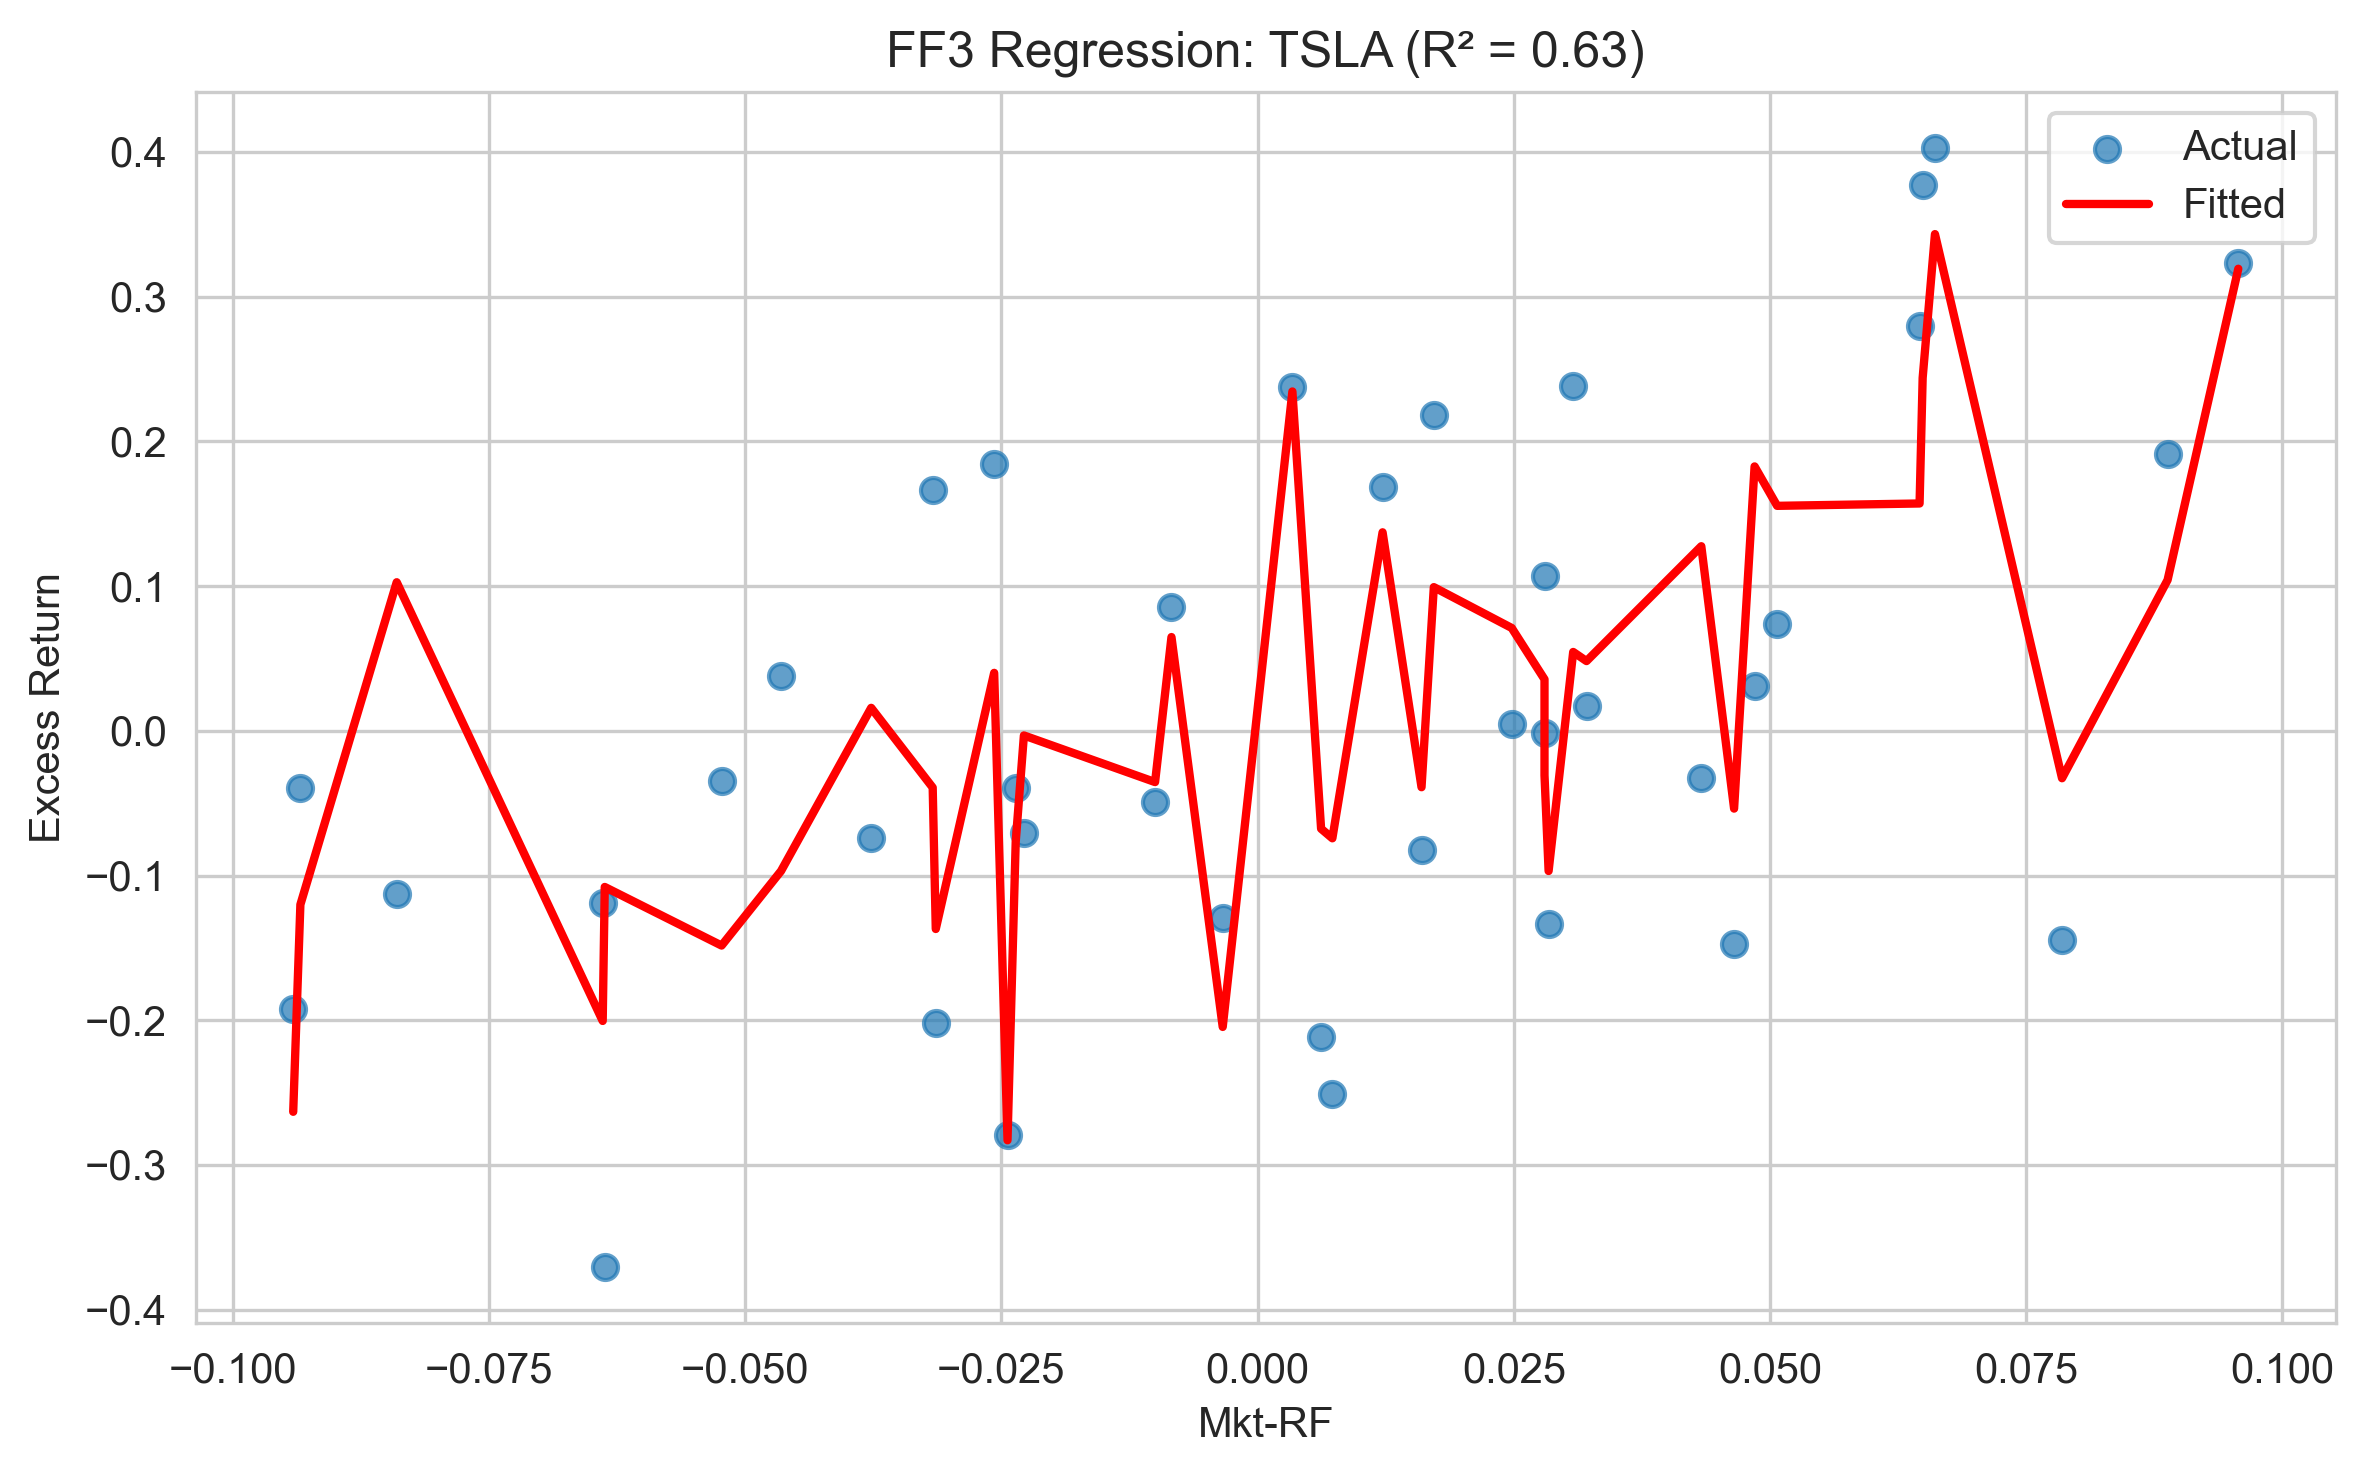 FF3 Regression: TSLA (R² = 0.63)
Actual
Fitted
0.4
0.3
0.2
0.1
0.0
−0.1
−0.2
−0.3
−0.4
Excess Return
−0.100 −0.075 −0.050 −0.025 0.000 0.025 0.050 0.075 0.100
Mkt-RF